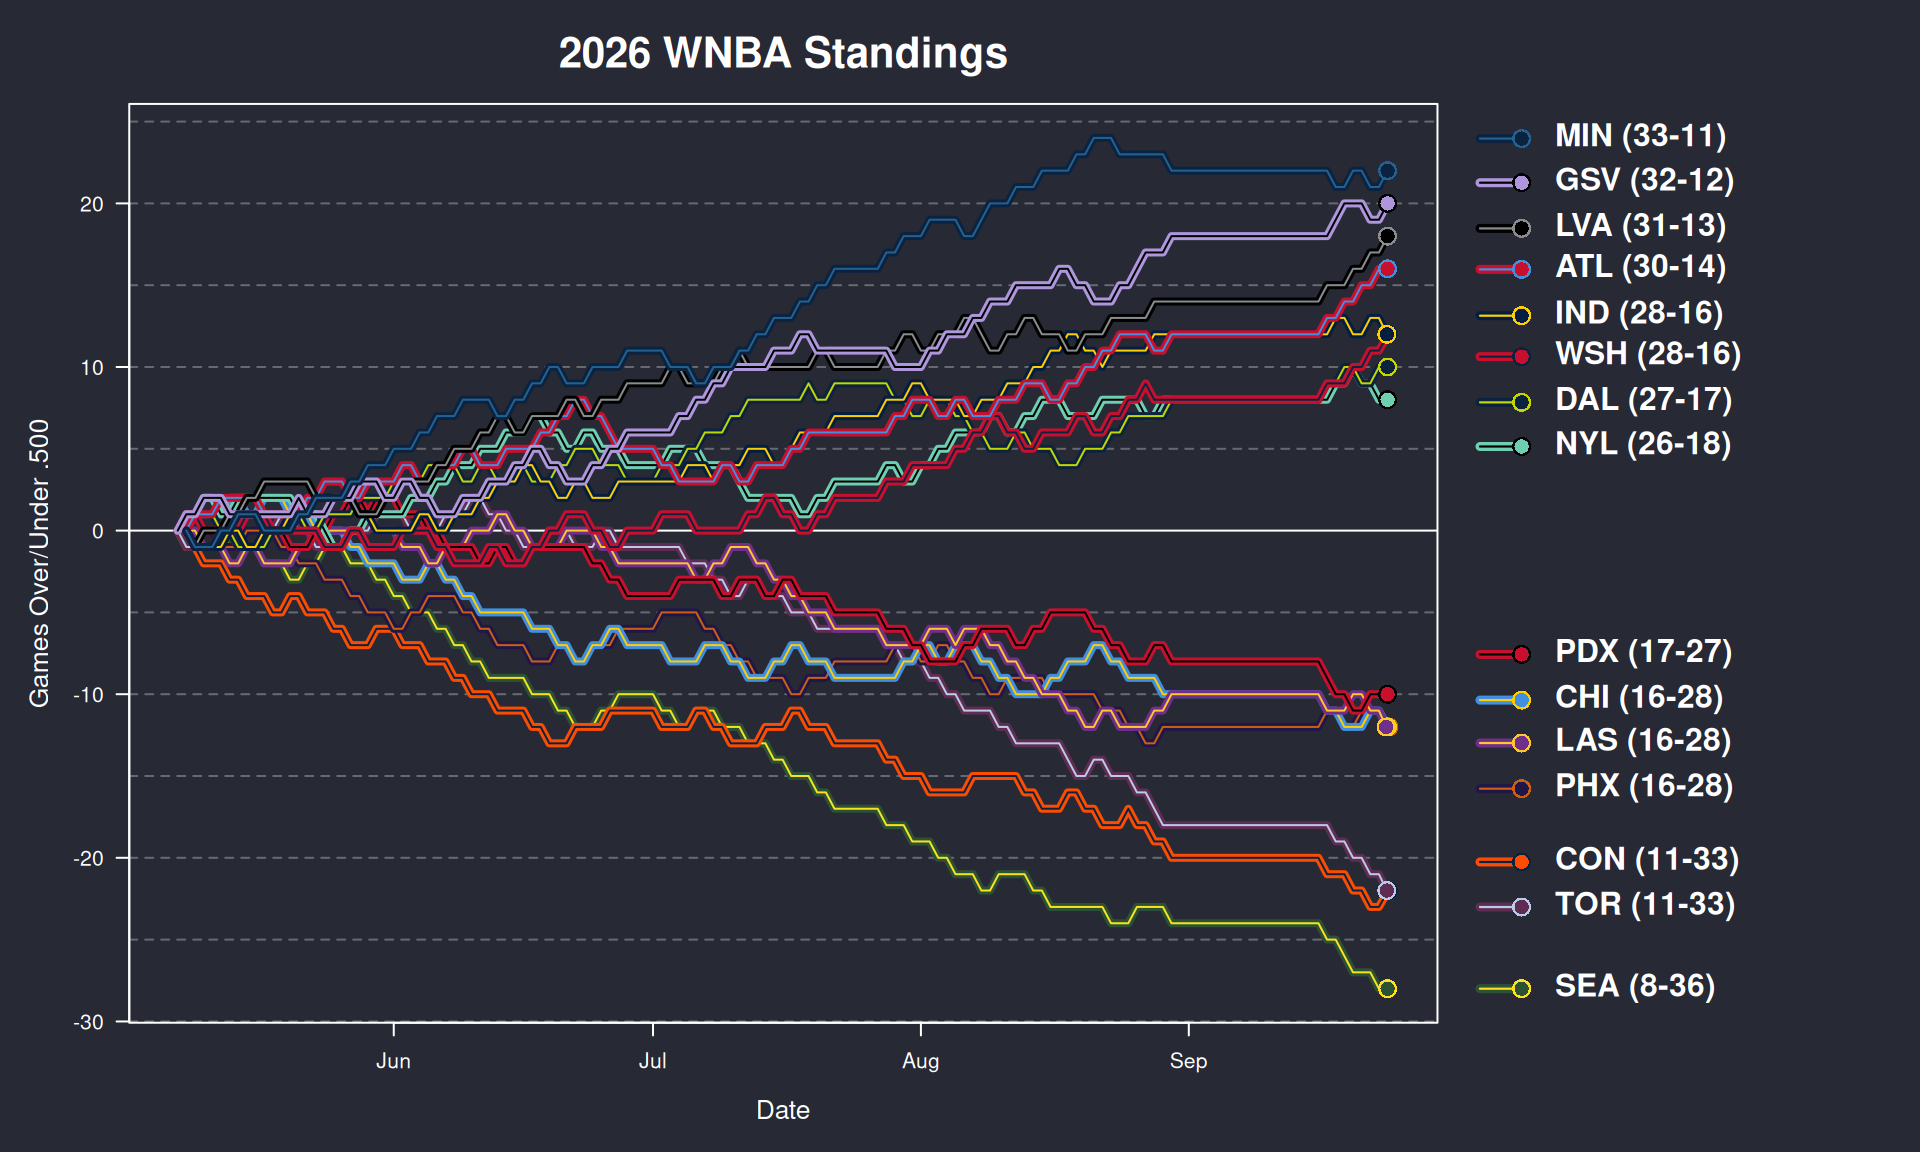 2026 WNBA Standings
Games Over/Under .500
20
10
0
-10
-20
-30
Jun
Jul
Aug
Sep
Date
MIN (33-11)
GSV (32-12)
LVA (31-13)
ATL (30-14)
IND (28-16)
WSH (28-16)
DAL (27-17)
NYL (26-18)
PDX (17-27)
CHI (16-28)
LAS (16-28)
PHX (16-28)
CON (11-33)
TOR (11-33)
SEA (8-36)